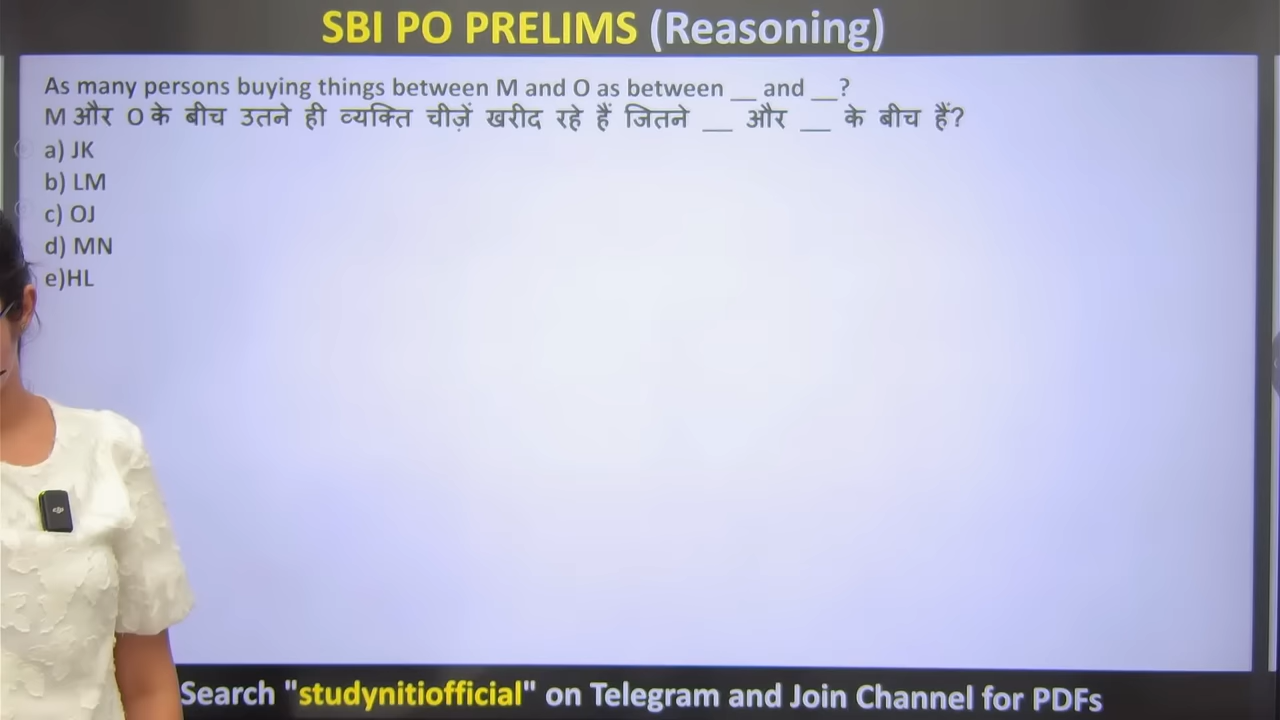 SBI PO PRELIMS (Reasoning)
As many persons buying things between M and O as between __ and __?
M और O के बीच उतने ही व्यक्ति चीज़ें खरीद रहे हैं जितने __ और __ के बीच हैं?
a) JK
b) LM
c) OJ
d) MN
e)HL
Search "studynitiofficial" on Telegram and Join Channel for PDFs